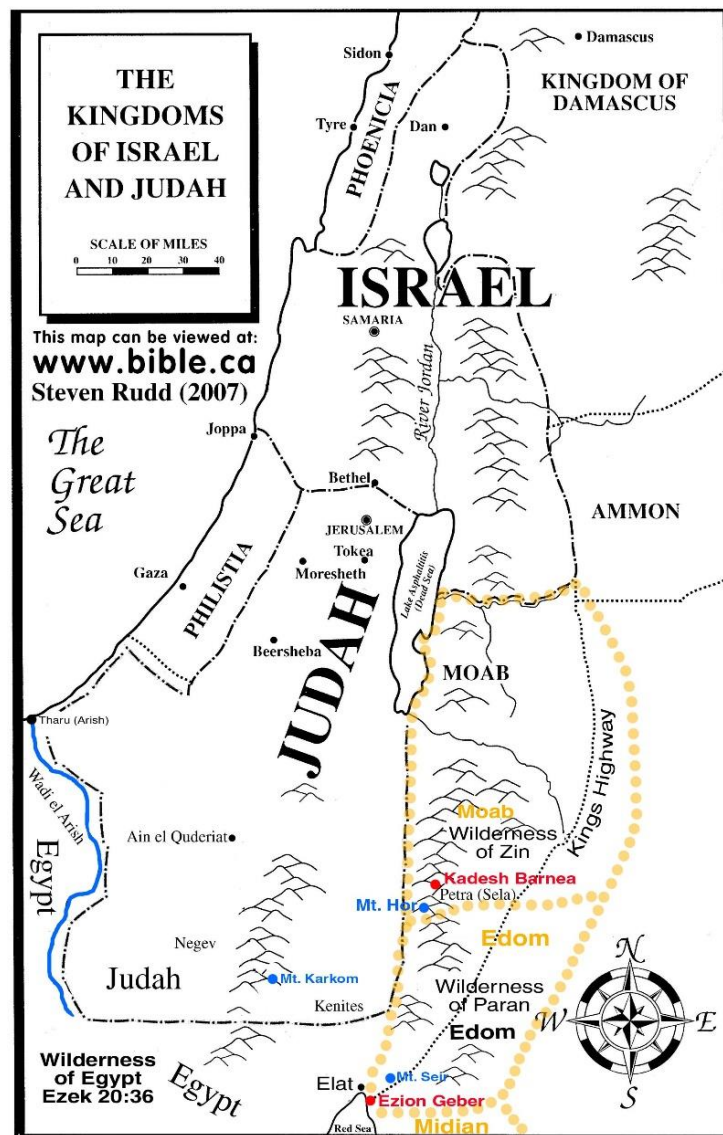 THE
KINGDOMS
OF ISRAEL
AND JUDAH
SCALE OF MILES
0 10 20 30 40
This map can be viewed at:
www.bible.ca
Steven Rudd (2007)
Sidon
Damascus
KINGDOM OF
DAMASCUS
Tyre
Dan
PHOENICIA
ISRAEL
SAMARIA
River Jordan
The
Great
Sea
Joppa
Bethel
AMMON
JERUSALEM
Tokea
Moresheth
Gaza
PHILISTIA
Lake Asphaltitis
(Dead Sea)
Beersheba
JUDAH
MOAB
Tharu (Arish)
Wadi el Arish
Egypt
Kings Highway
Moab
Wilderness
of Zin
Ain el Quderiat
Kadesh Barnea
Petra (Sela)
Mt. Hor
Edom
Negev
Judah
Mt. Karkom
Kenites
Wilderness
of Paran
Edom
N
W
E
S
Wilderness
of Egypt
Ezek 20:36
Egypt
Elat
Mt. Seir
Ezion Geber
Red Sea
Midian